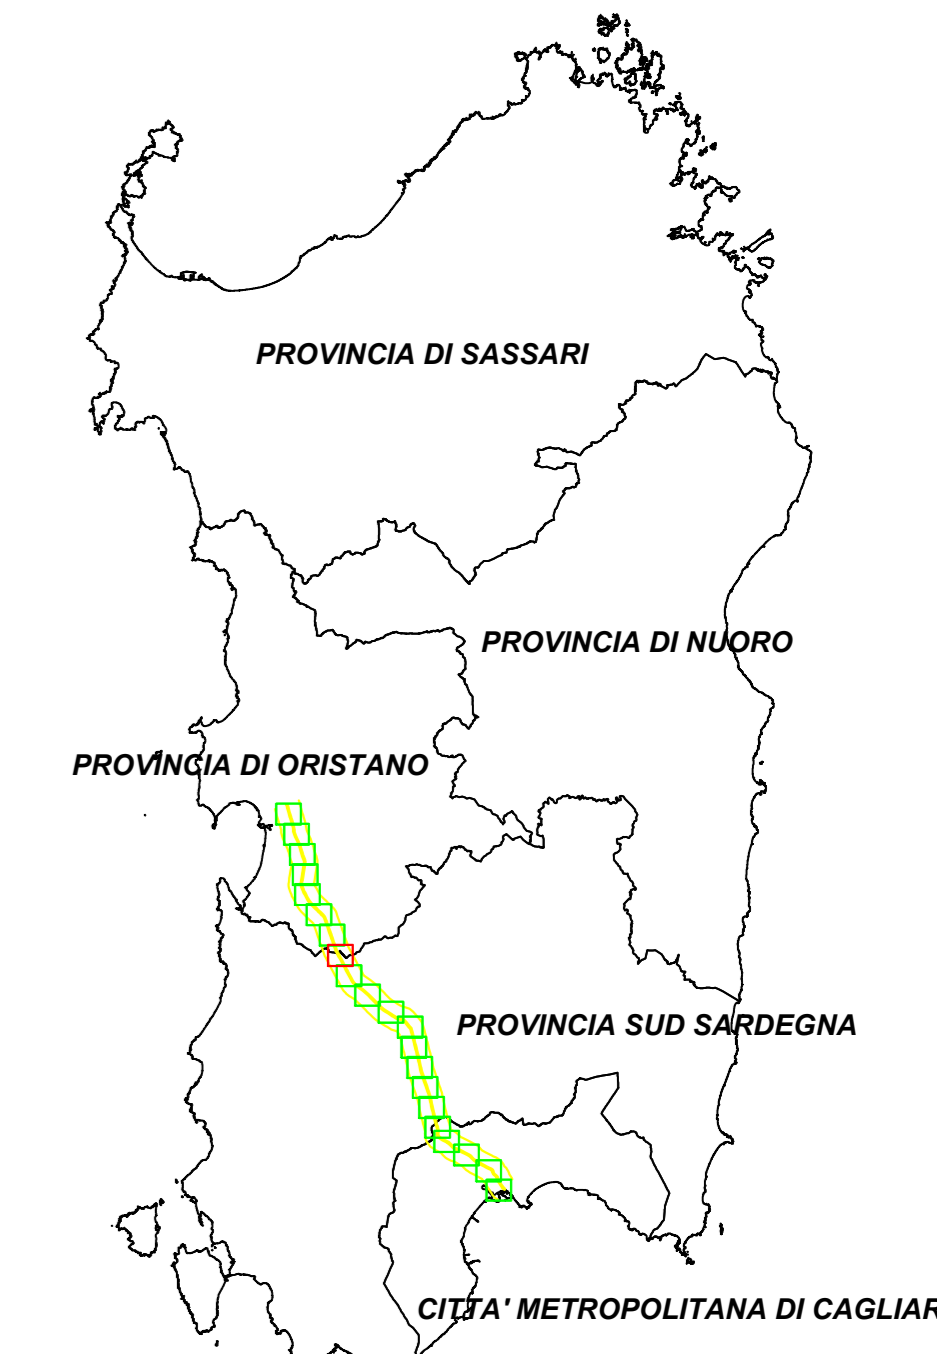 PROVINCIA DI SASSARI
PROVINCIA DI NUORO
PROVINCIA DI ORISTANO
PROVINCIA SUD SARDEGNA
CITTA' METROPOLITANA DI CAGLIAR